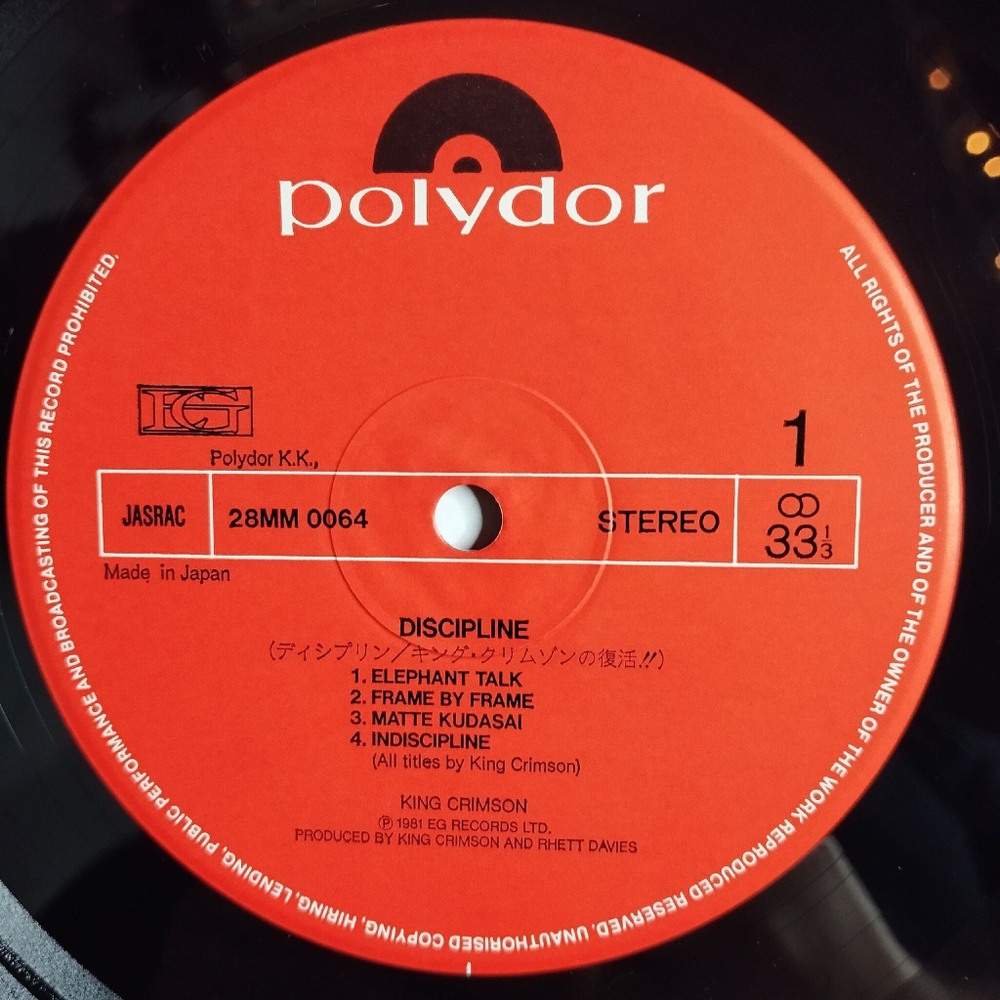 polydor
EG
1
Polydor K.K.,
JASRAC
28MM 0064
STEREO
33 1/3
Made in Japan
DISCIPLINE
(ディシプリン/キング・クリムゾンの復活!!)
1. ELEPHANT TALK
2. FRAME BY FRAME
3. MATTE KUDASAI
4. INDISCIPLINE
(All titles by King Crimson)
KING CRIMSON
Ⓟ 1981 EG RECORDS LTD.
PRODUCED BY KING CRIMSON AND RHETT DAVIES
ALL RIGHTS OF THE PRODUCER AND OF THE OWNER OF THE WORK REPRODUCED RESERVED. UNAUTHORISED COPYING, HIRING, LENDING, PUBLIC PERFORMANCE AND BROADCASTING OF THIS RECORD PROHIBITED.